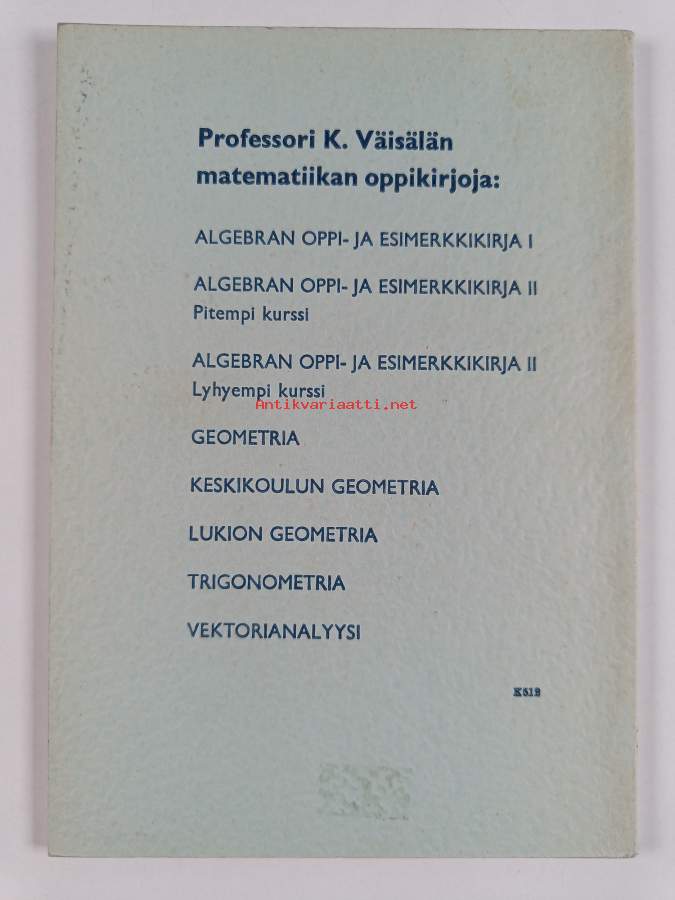 Professori K. Väisälän
matematiikan oppikirjoja:
ALGEBRAN OPPI- JA ESIMERKKIKIRJA I
ALGEBRAN OPPI- JA ESIMERKKIKIRJA II
Pitempi kurssi
ALGEBRAN OPPI- JA ESIMERKKIKIRJA II
Lyhyempi kurssi
Antikvariaatti.net
GEOMETRIA
KESKIKOULUN GEOMETRIA
LUKION GEOMETRIA
TRIGONOMETRIA
VEKTORIANALYYSI
K512